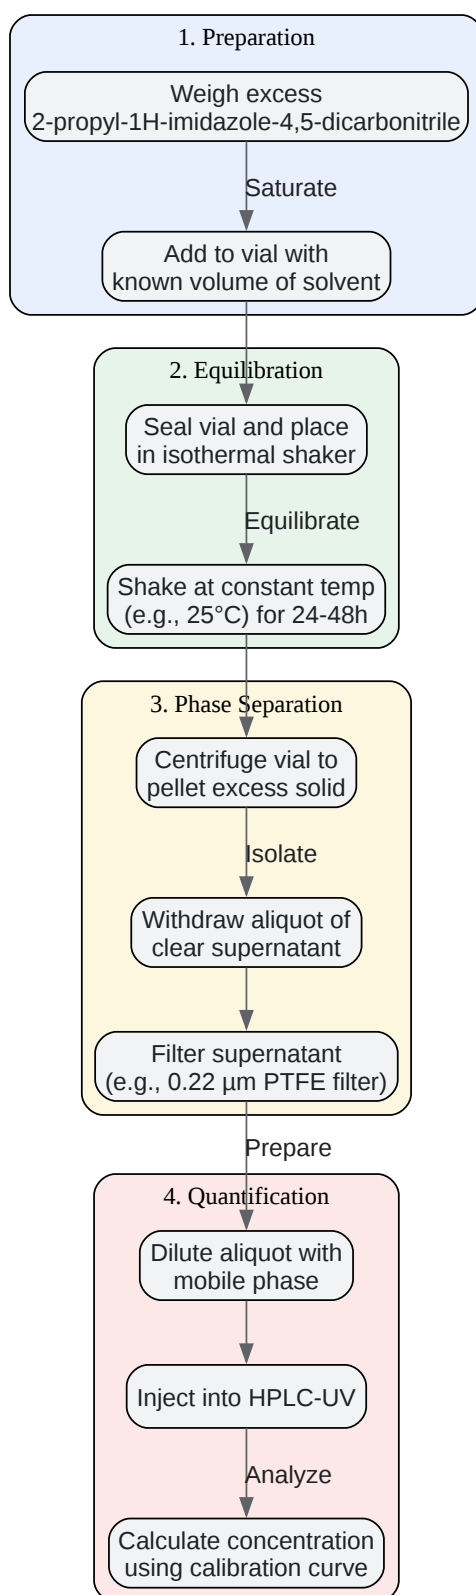 1. Preparation
Weigh excess
2-propyl-1H-imidazole-4,5-dicarbonitrile
Saturate
Add to vial with
known volume of solvent
2. Equilibration
Seal vial and place
in isothermal shaker
Equilibrate
Shake at constant temp
(e.g., 25°C) for 24-48h
3. Phase Separation
Centrifuge vial to
pellet excess solid
Isolate
Withdraw aliquot of
clear supernatant
Filter supernatant
(e.g., 0.22 µm PTFE filter)
Prepare
4. Quantification
Dilute aliquot with
mobile phase
Inject into HPLC-UV
Analyze
Calculate concentration
using calibration curve